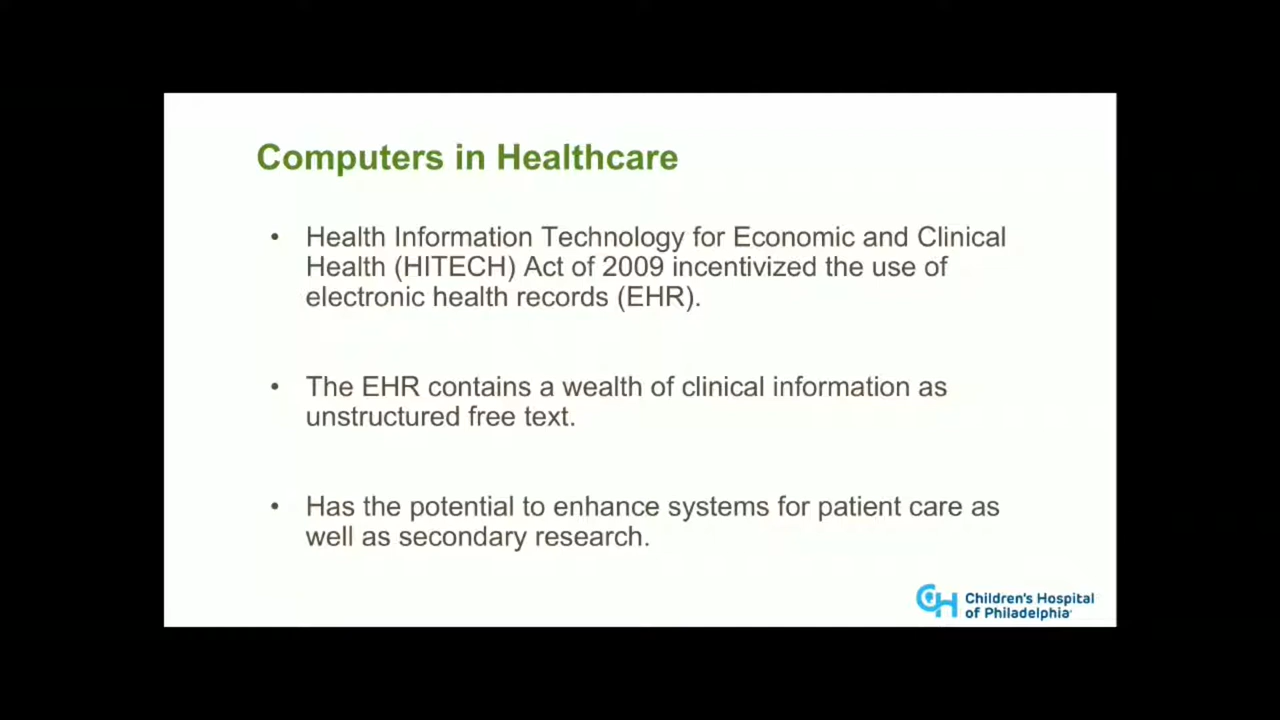 Computers in Healthcare
• Health Information Technology for Economic and Clinical
Health (HITECH) Act of 2009 incentivized the use of
electronic health records (EHR).
• The EHR contains a wealth of clinical information as
unstructured free text.
• Has the potential to enhance systems for patient care as
well as secondary research.
CH Children's Hospital
of Philadelphia